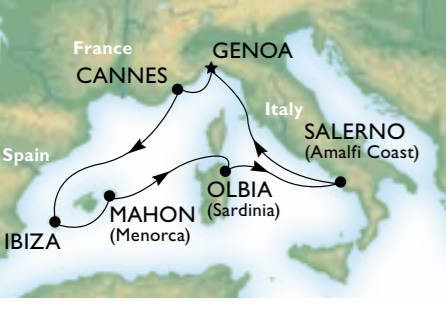 France
GENOA
CANNES
Italy
SALERNO
(Amalfi Coast)
Spain
OLBIA
(Sardinia)
MAHON
(Menorca)
IBIZA